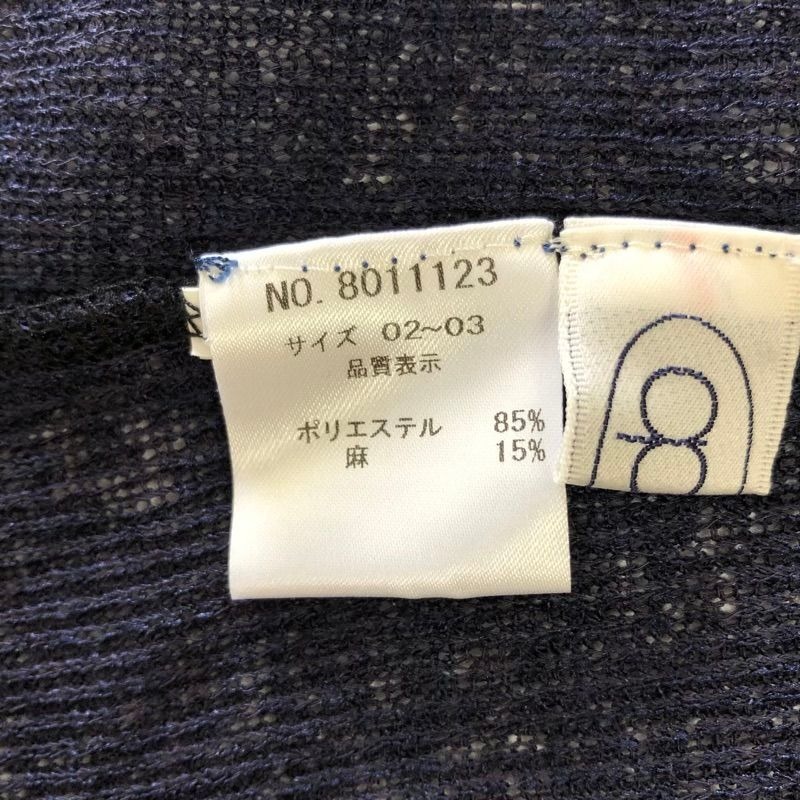 NO. 8011123
サイズ 02~03
品質表示
ポリエステル 85%
麻 15%